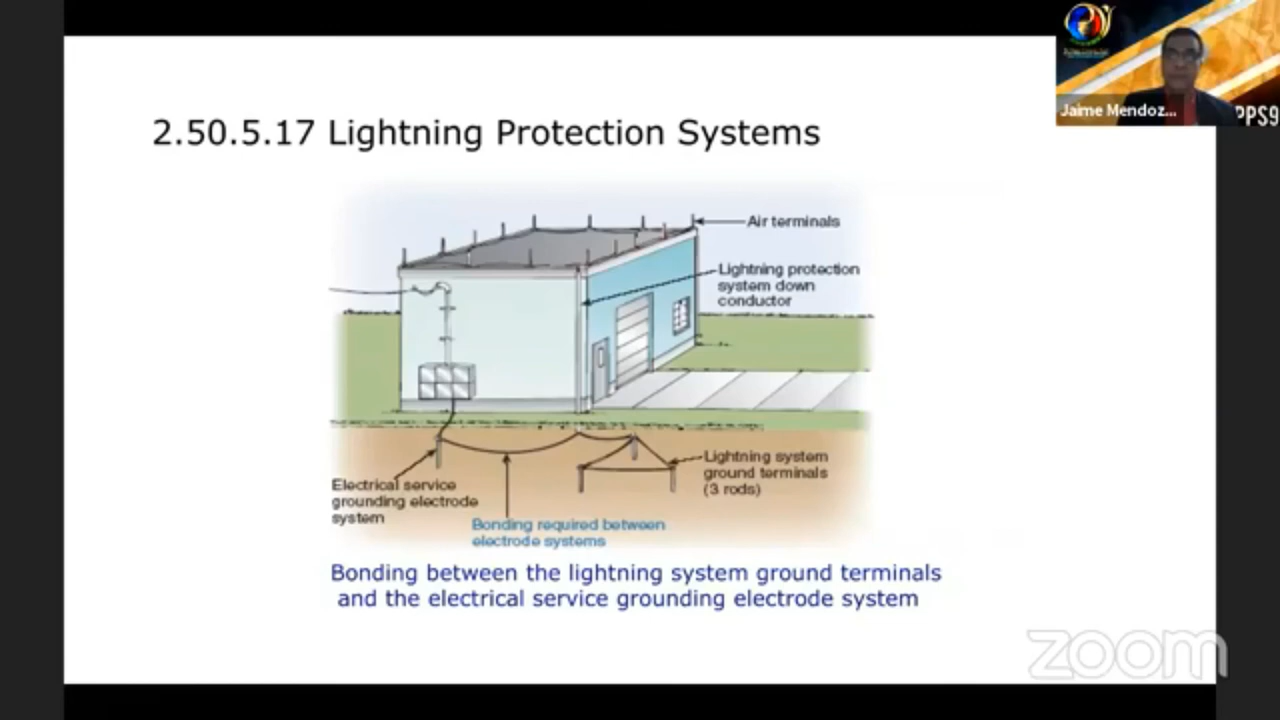 2.50.5.17 Lightning Protection Systems
Jaime Mendoz...
PPS9
Air terminals
Lightning protection
system down
conductor
Lightning system
ground terminals
(3 rods)
Electrical service
grounding electrode
system
Bonding required between
electrode systems
Bonding between the lightning system ground terminals
and the electrical service grounding electrode system
zoom